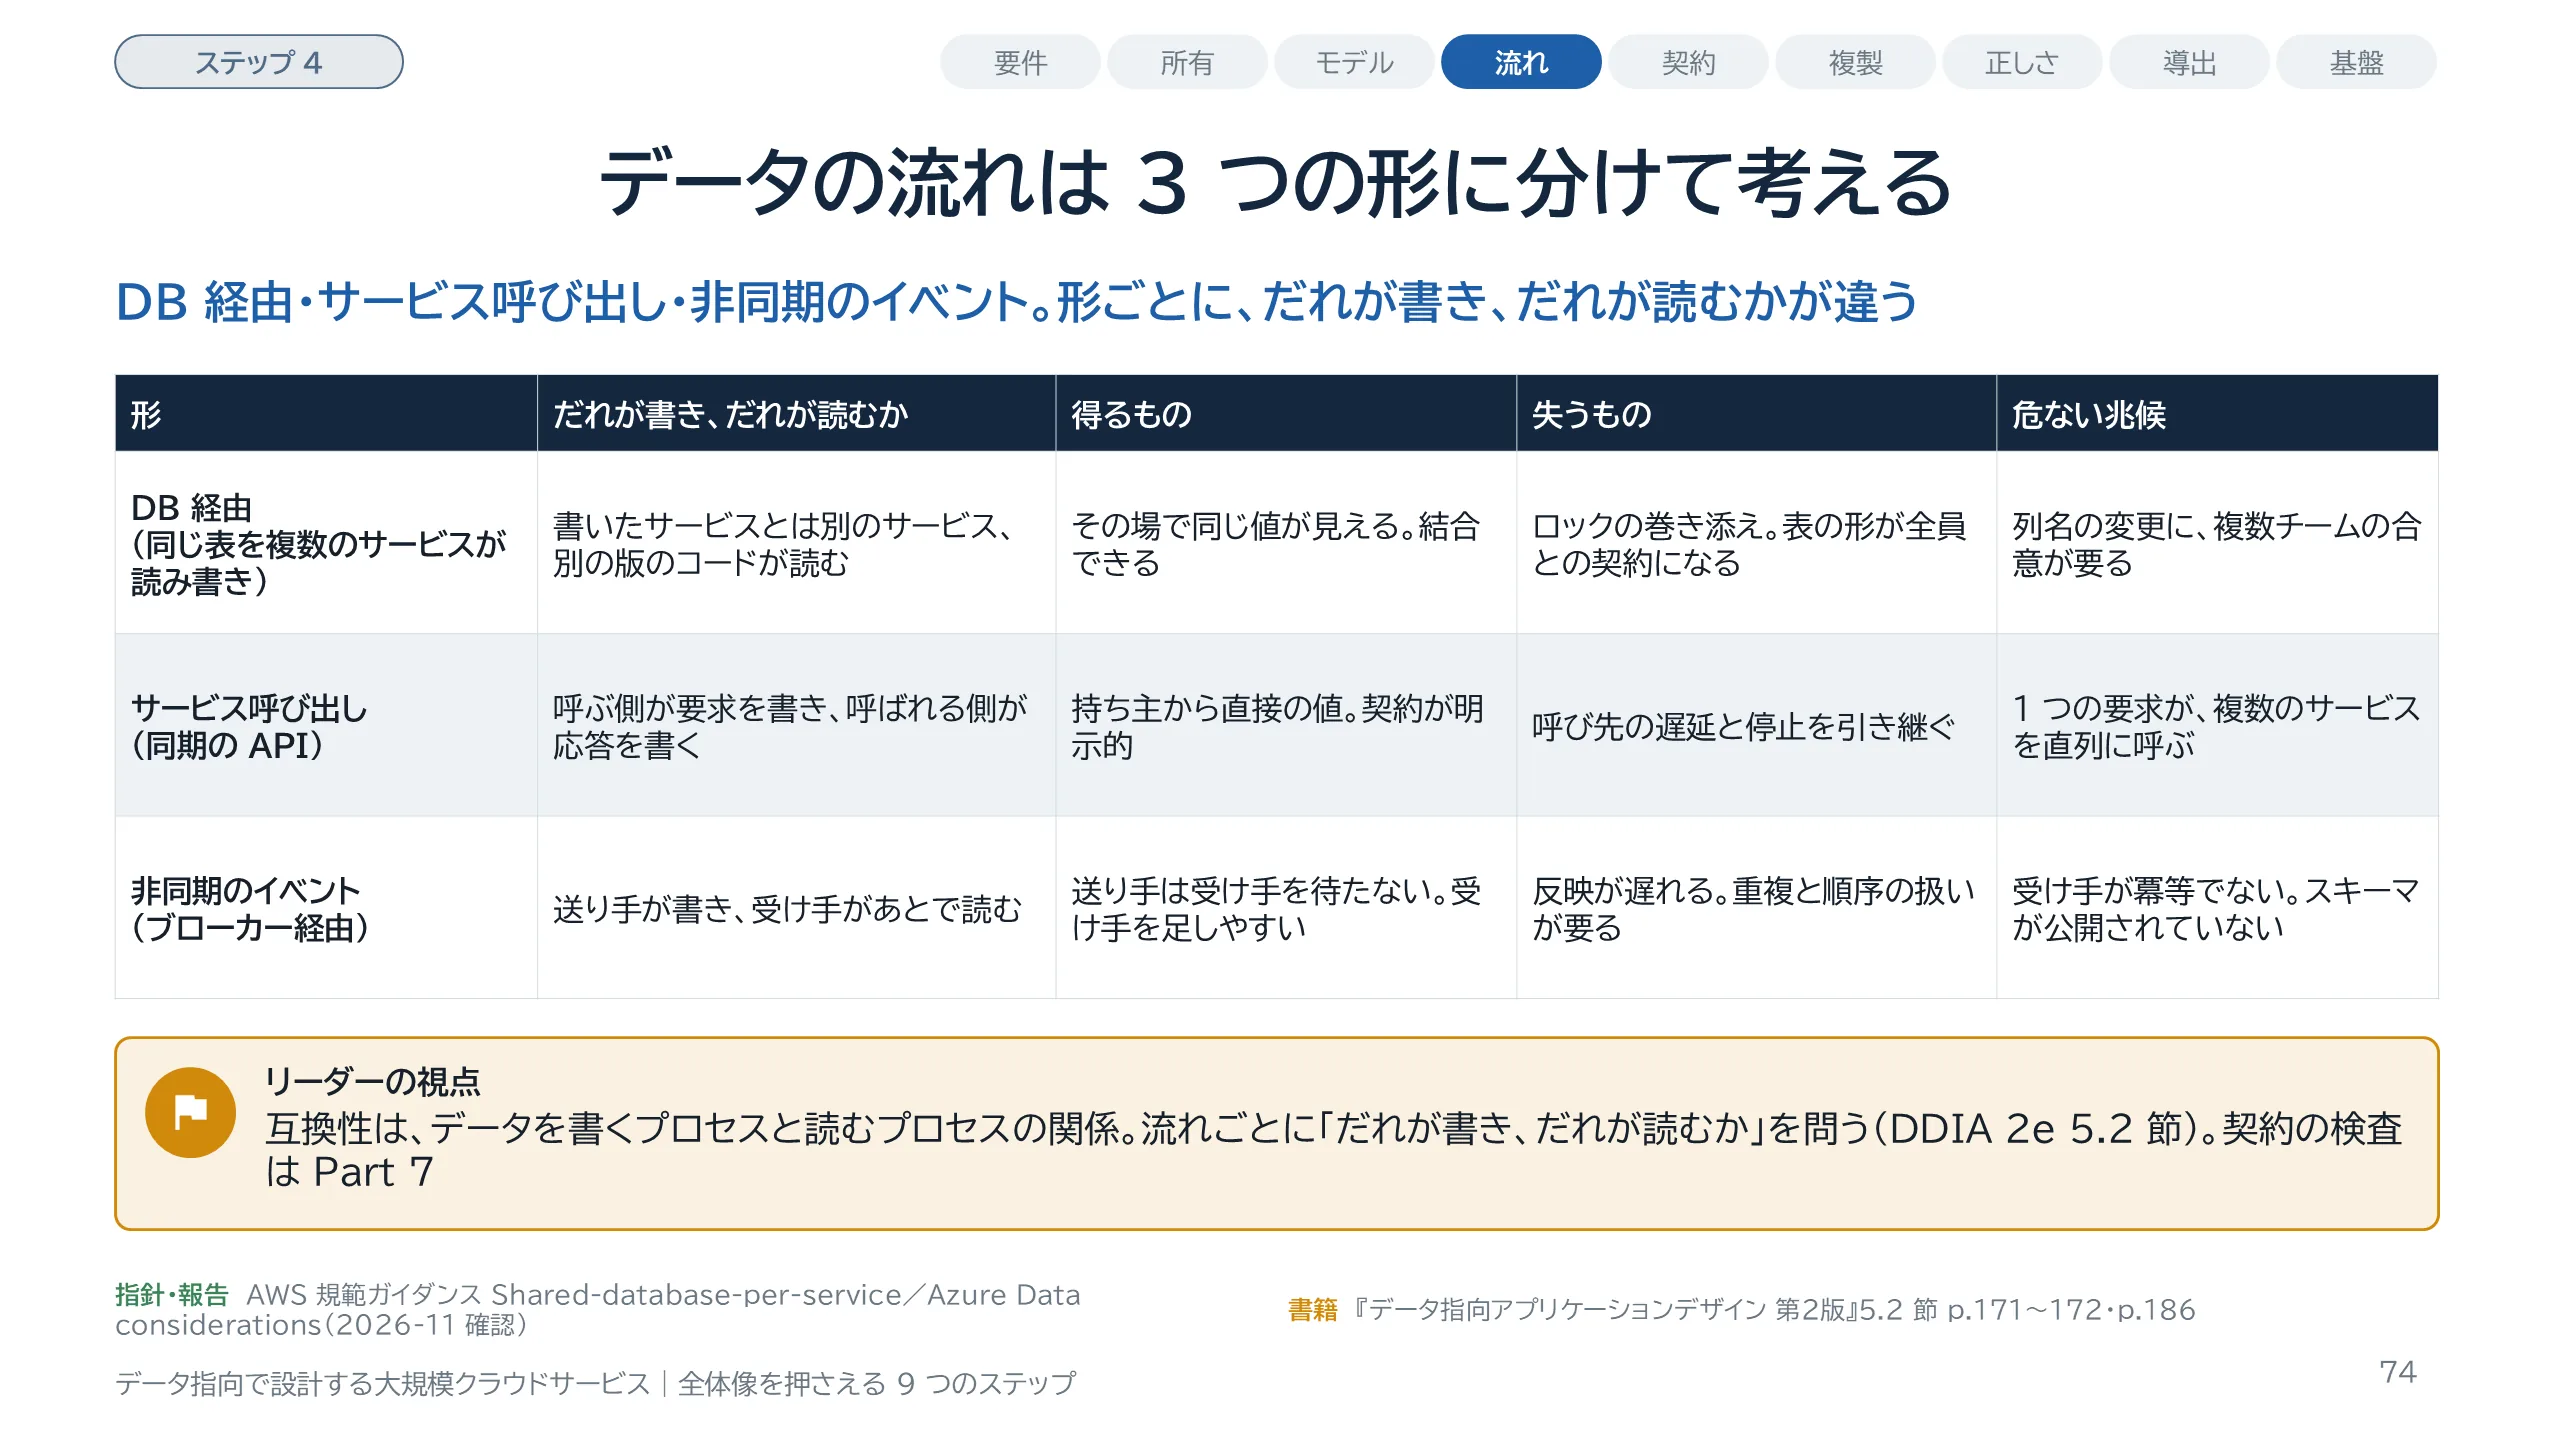 ステップ 4
要件
所有
モデル
流れ
契約
複製
正しさ
導出
基盤
データの流れは 3 つの形に分けて考える
DB 経由・サービス呼び出し・非同期のイベント。形ごとに、だれが書き、だれが読むかが違う
形
だれが書き、だれが読むか
得るもの
失うもの
危ない兆候
DB 経由
（同じ表を複数のサービスが
読み書き）
書いたサービスとは別のサービス、
別の版のコードが読む
その場で同じ値が見える。結合
できる
ロックの巻き添え。表の形が全員
との契約になる
列名の変更に、複数チームの合
意が要る
サービス呼び出し
（同期の API）
呼ぶ側が要求を書き、呼ばれる側が
応答を書く
持ち主から直接の値。契約が明
示的
呼び先の遅延と停止を引き継ぐ
1 つの要求が、複数のサービス
を直列に呼ぶ
非同期のイベント
（ブローカー経由）
送り手が書き、受け手があとで読む
送り手は受け手を待たない。受
け手を足しやすい
反映が遅れる。重複と順序の扱い
が要る
受け手が冪等でない。スキーマ
が公開されていない
リーダーの視点
互換性は、データを書くプロセスと読むプロセスの関係。流れごとに「だれが書き、だれが読むか」を問う（DDIA 2e 5.2 節）。契約の検査
は Part 7
指針・報告 AWS 規範ガイダンス Shared-database-per-service／Azure Data
considerations（2026-11 確認）
書籍 『データ指向アプリケーションデザイン 第2版』5.2 節 p.171〜172・p.186
データ指向で設計する大規模クラウドサービス｜全体像を押さえる 9 つのステップ
74